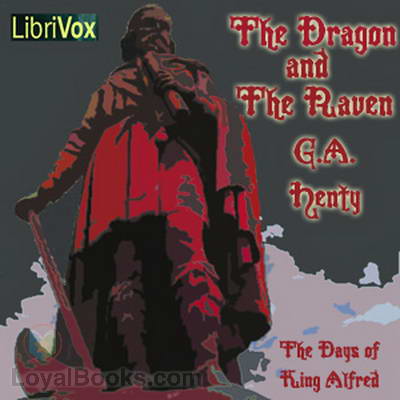 LibriVox
The Dragon
and
The Raven
G.A.
Henty
The Days of
King Alfred
LoyalBooks.com